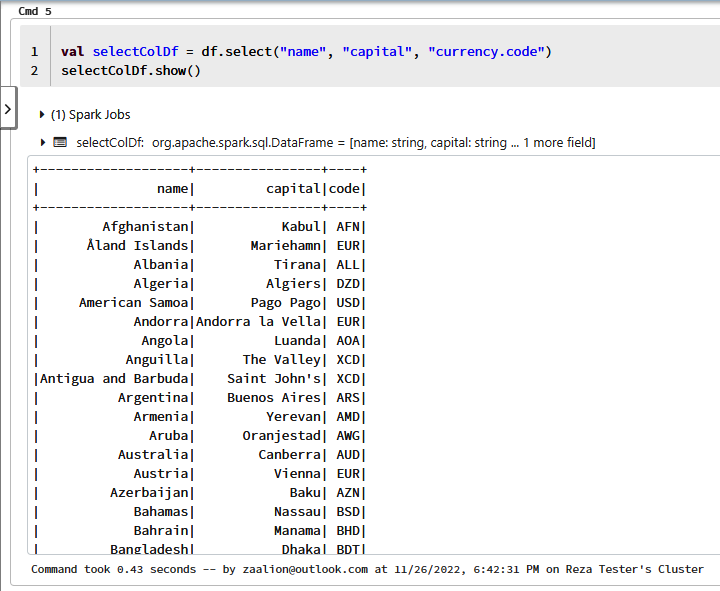 Cmd 5
1 val selectColDf = df.select("name", "capital", "currency.code")
2 selectColDf.show()
(1) Spark Jobs
selectColDf: org.apache.spark.sql.DataFrame = [name: string, capital: string ... 1 more field]
+-------------------+----------------+----+
|               name|         capital|code|
+-------------------+----------------+----+
|        Afghanistan|           Kabul| AFN|
|      Åland Islands|       Mariehamn| EUR|
|            Albania|          Tirana| ALL|
|            Algeria|         Algiers| DZD|
|     American Samoa|       Pago Pago| USD|
|            Andorra|Andorra la Vella| EUR|
|             Angola|          Luanda| AOA|
|           Anguilla|      The Valley| XCD|
|Antigua and Barbuda|    Saint John's| XCD|
|          Argentina|    Buenos Aires| ARS|
|            Armenia|         Yerevan| AMD|
|              Aruba|      Oranjestad| AWG|
|          Australia|        Canberra| AUD|
|            Austria|          Vienna| EUR|
|         Azerbaijan|            Baku| AZN|
|            Bahamas|          Nassau| BSD|
|            Bahrain|          Manama| BHD|
|         Bangladesh|           Dhaka| BDT|
Command took 0.43 seconds -- by zaalion@outlook.com at 11/26/2022, 6:42:31 PM on Reza Tester's Cluster